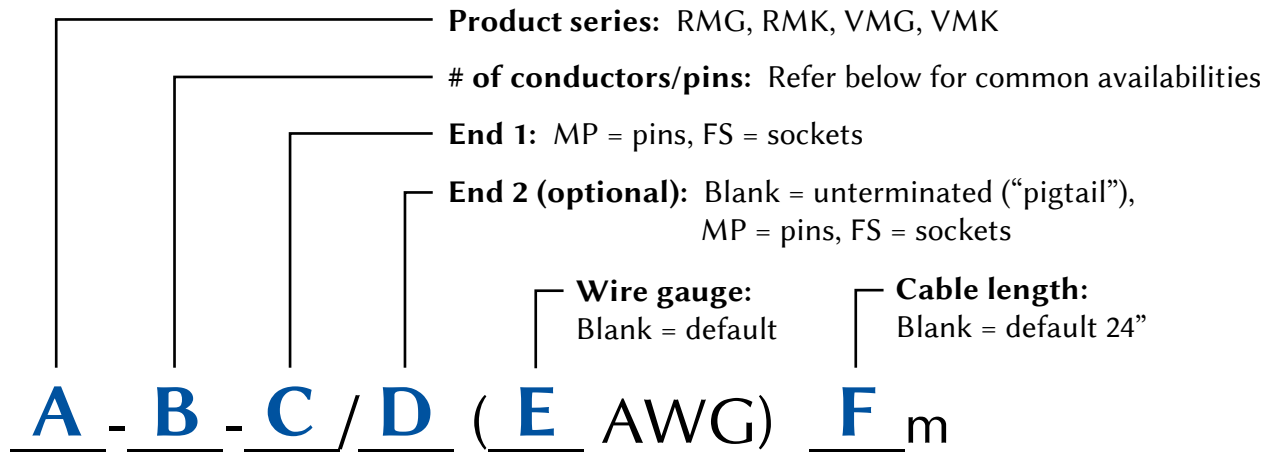 Product series: RMG, RMK, VMG, VMK
# of conductors/pins: Refer below for common availabilities
End 1: MP = pins, FS = sockets
End 2 (optional): Blank = unterminated (“pigtail”),
MP = pins, FS = sockets
Wire gauge:
Blank = default
Cable length:
Blank = default 24”
A - B - C / D ( E AWG) F m